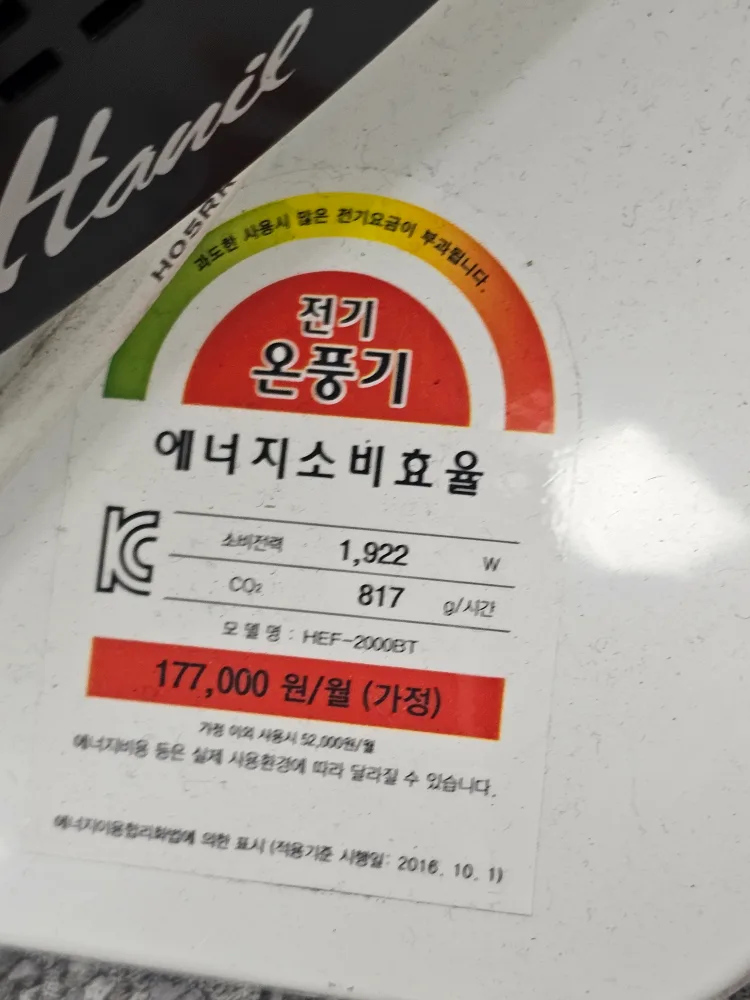 Hanil
H05RK
과도한 사용시 많은 전기요금이 부과됩니다.
전기
온풍기
에너지소비효율
소비전력 1,922 W
CO₂ 817 g/시간
모 델 명 : HEF-2000BT
177,000 원/월 (가정)
가정 이외 사용시 52,000원/월
에너지비용 등은 실제 사용환경에 따라 달라질 수 있습니다.
에너지이용합리화법에 의한 표시 (적용기준 시행일: 2016. 10. 1)